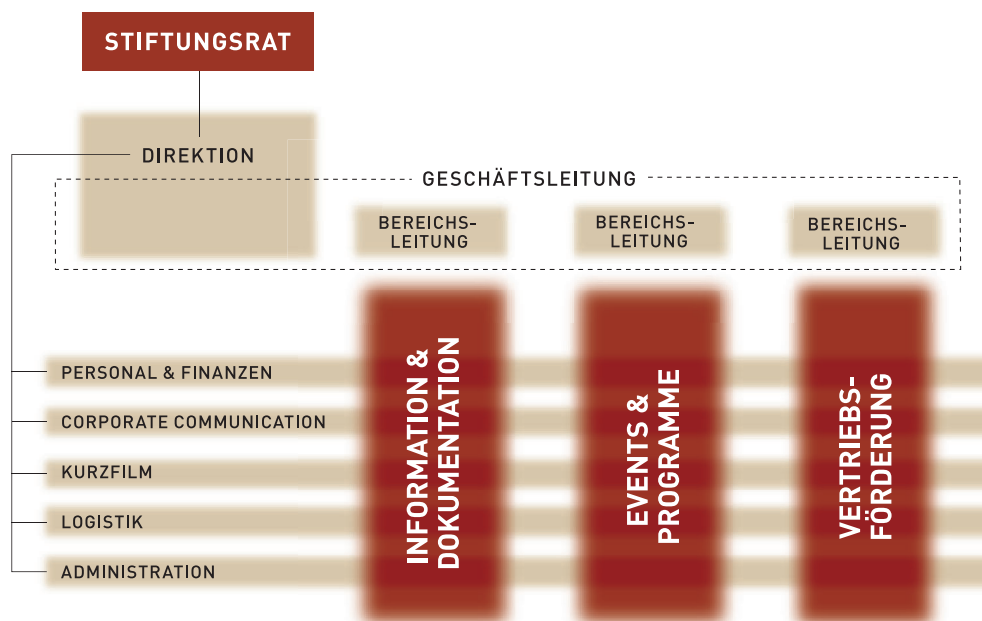 STIFTUNGSRAT
DIREKTION
GESCHÄFTSLEITUNG
BEREICHS-
LEITUNG
BEREICHS-
LEITUNG
BEREICHS-
LEITUNG
PERSONAL & FINANZEN
CORPORATE COMMUNICATION
KURZFILM
LOGISTIK
ADMINISTRATION
INFORMATION &
DOKUMENTATION
EVENTS &
PROGRAMME
VERTRIEBS-
FÖRDERUNG